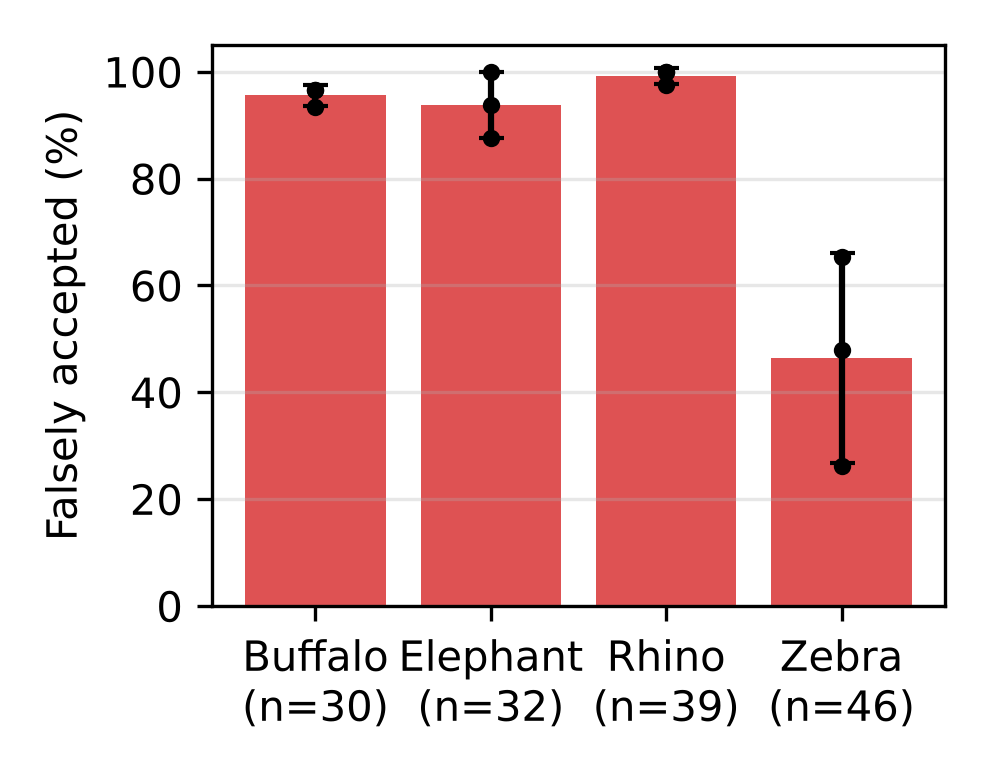 Falsely accepted (%)
100
80
60
40
20
0
Buffalo Elephant Rhino Zebra
(n=30) (n=32) (n=39) (n=46)